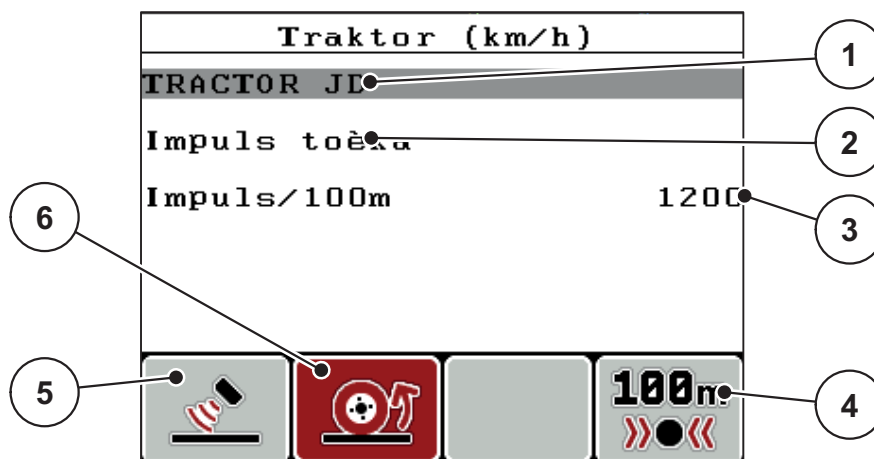 Traktor (km/h)
TRACTOR JD
Impuls toèka
Impuls/100m 1200
100m
1
2
3
4
5
6